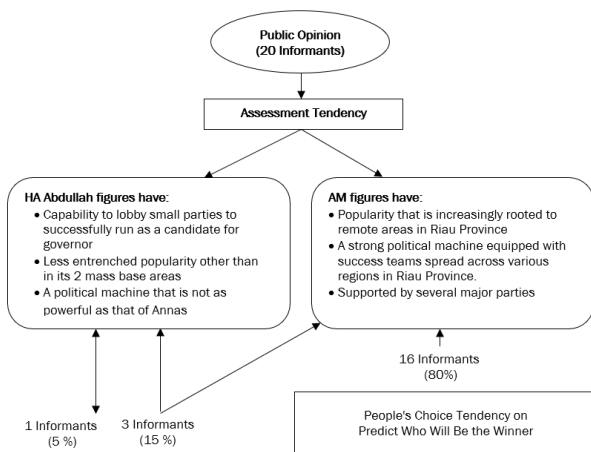 Public Opinion
(20 Informants)
Assessment Tendency
HA Abdullah figures have:
• Capability to lobby small parties to
successfully run as a candidate for
governor
• Less entrenched popularity other than
in its 2 mass base areas
• A political machine that is not as
powerful as that of Annas
AM figures have:
• Popularity that is increasingly rooted to
remote areas in Riau Province
• A strong political machine equipped with
success teams spread across various
regions in Riau Province.
• Supported by several major parties
1 Informants
(5 %)
3 Informants
(15 %)
16 Informants
(80%)
People's Choice Tendency on
Predict Who Will Be the Winner